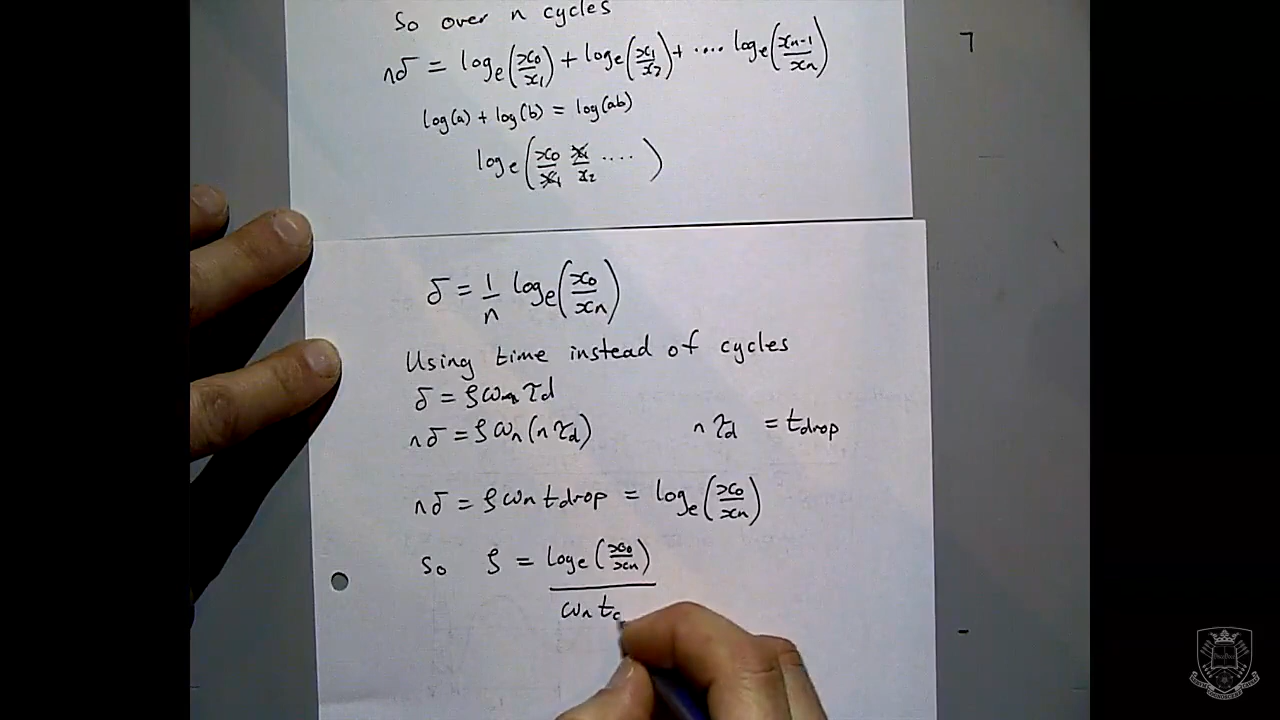 So over n cycles
nδ = logₑ(x₀/x₁) + logₑ(x₁/x₂) + .... logₑ(xₙ₋₁/xₙ)
7
log(a) + log(b) = log(ab)
logₑ(x₀/x₁ x₁/x₂ ....)
δ = 1/n logₑ(x₀/xₙ)
Using time instead of cycles
δ = ζωₙτd
nδ = ζωₙ(nτd) nτd = tdrop
nδ = ζωₙtdrop = logₑ(x₀/xₙ)
So ζ = logₑ(x₀/xₙ)
ωₙt